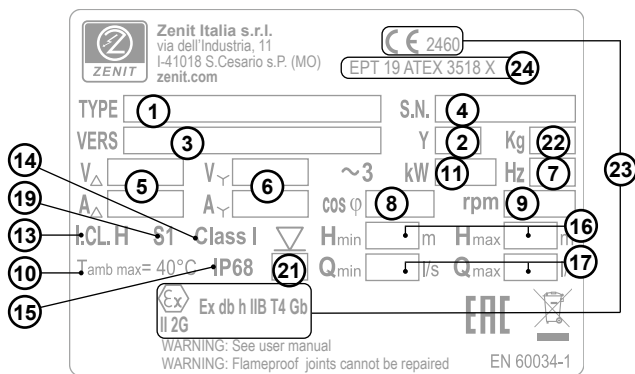 Zenit Italia s.r.l.
via dell'Industria, 11
I-41018 S.Cesario s.P. (MO)
zenit.com
ZENIT
CE 2460
EPT 19 ATEX 3518 X 24
TYPE 1 S.N. 4
VERS 3 Y 2 Kg 22
V△ 5 V⅄ 6 ~3 kW 11 Hz 7
A△ A⅄ cos φ 8 rpm 9
23
14
19
13 I.CL. H S1 Class I Hmin m Hmax m 16
10 Tamb max= 40°C IP68 21 Qmin l/s Qmax 17
15
Ex Ex db h IIB T4 Gb
II 2G
EAC
WARNING: See user manual
WARNING: Flameproof joints cannot be repaired EN 60034-1